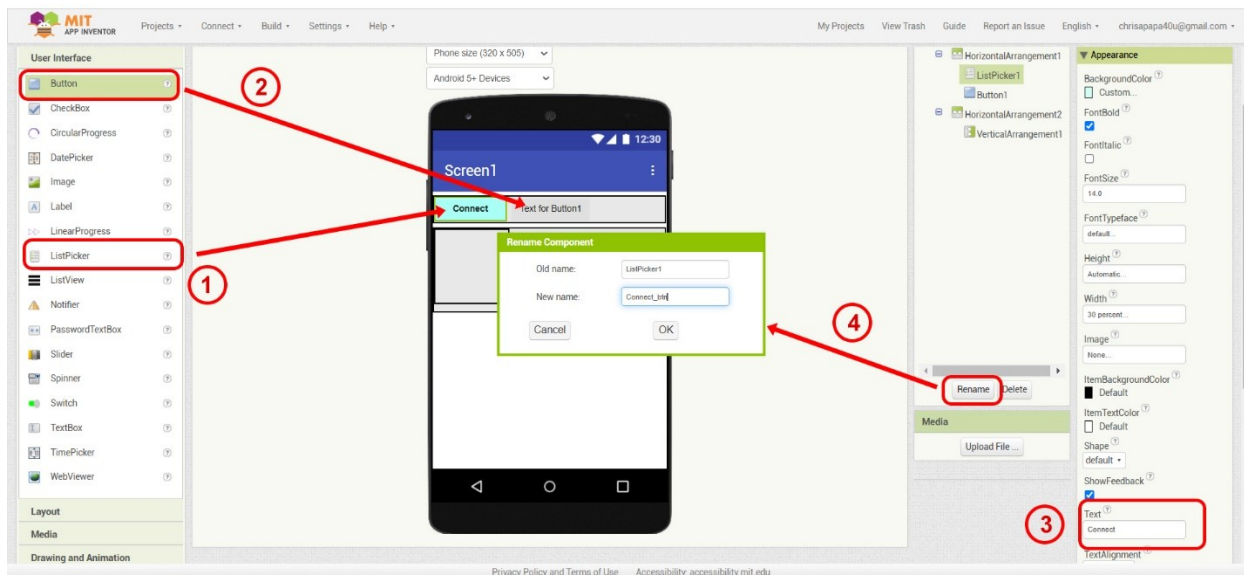 MIT
APP INVENTOR
Projects
Connect
Build
Settings
Help
My Projects
View Trash
Guide
Report an Issue
English
chrisapapa40u@gmail.com
User Interface
Button
CheckBox
CircularProgress
DatePicker
Image
Label
LinearProgress
ListPicker
ListView
Notifier
PasswordTextBox
Slider
Spinner
Switch
TextBox
TimePicker
WebViewer
Layout
Media
Drawing and Animation
1
2
Phone size (320 x 505)
Android 5+ Devices
12:30
Screen1
Connect
Text for Button1
Rename Component
Old name:
ListPicker1
New name:
Connect_btn
Cancel
OK
4
HorizontalArrangement1
ListPicker1
Button1
HorizontalArrangement2
VerticalArrangement1
Rename
Delete
Media
Upload File ...
3
Appearance
BackgroundColor
Custom...
FontBold
FontItalic
FontSize
14.0
FontTypeface
default...
Height
Automatic...
Width
30 percent...
Image
None...
ItemBackgroundColor
Default
ItemTextColor
Default
Shape
default
ShowFeedback
Text
Connect
TextAlignment
Privacy Policy and Terms of Use
Accessibility: accessibility.mit.edu